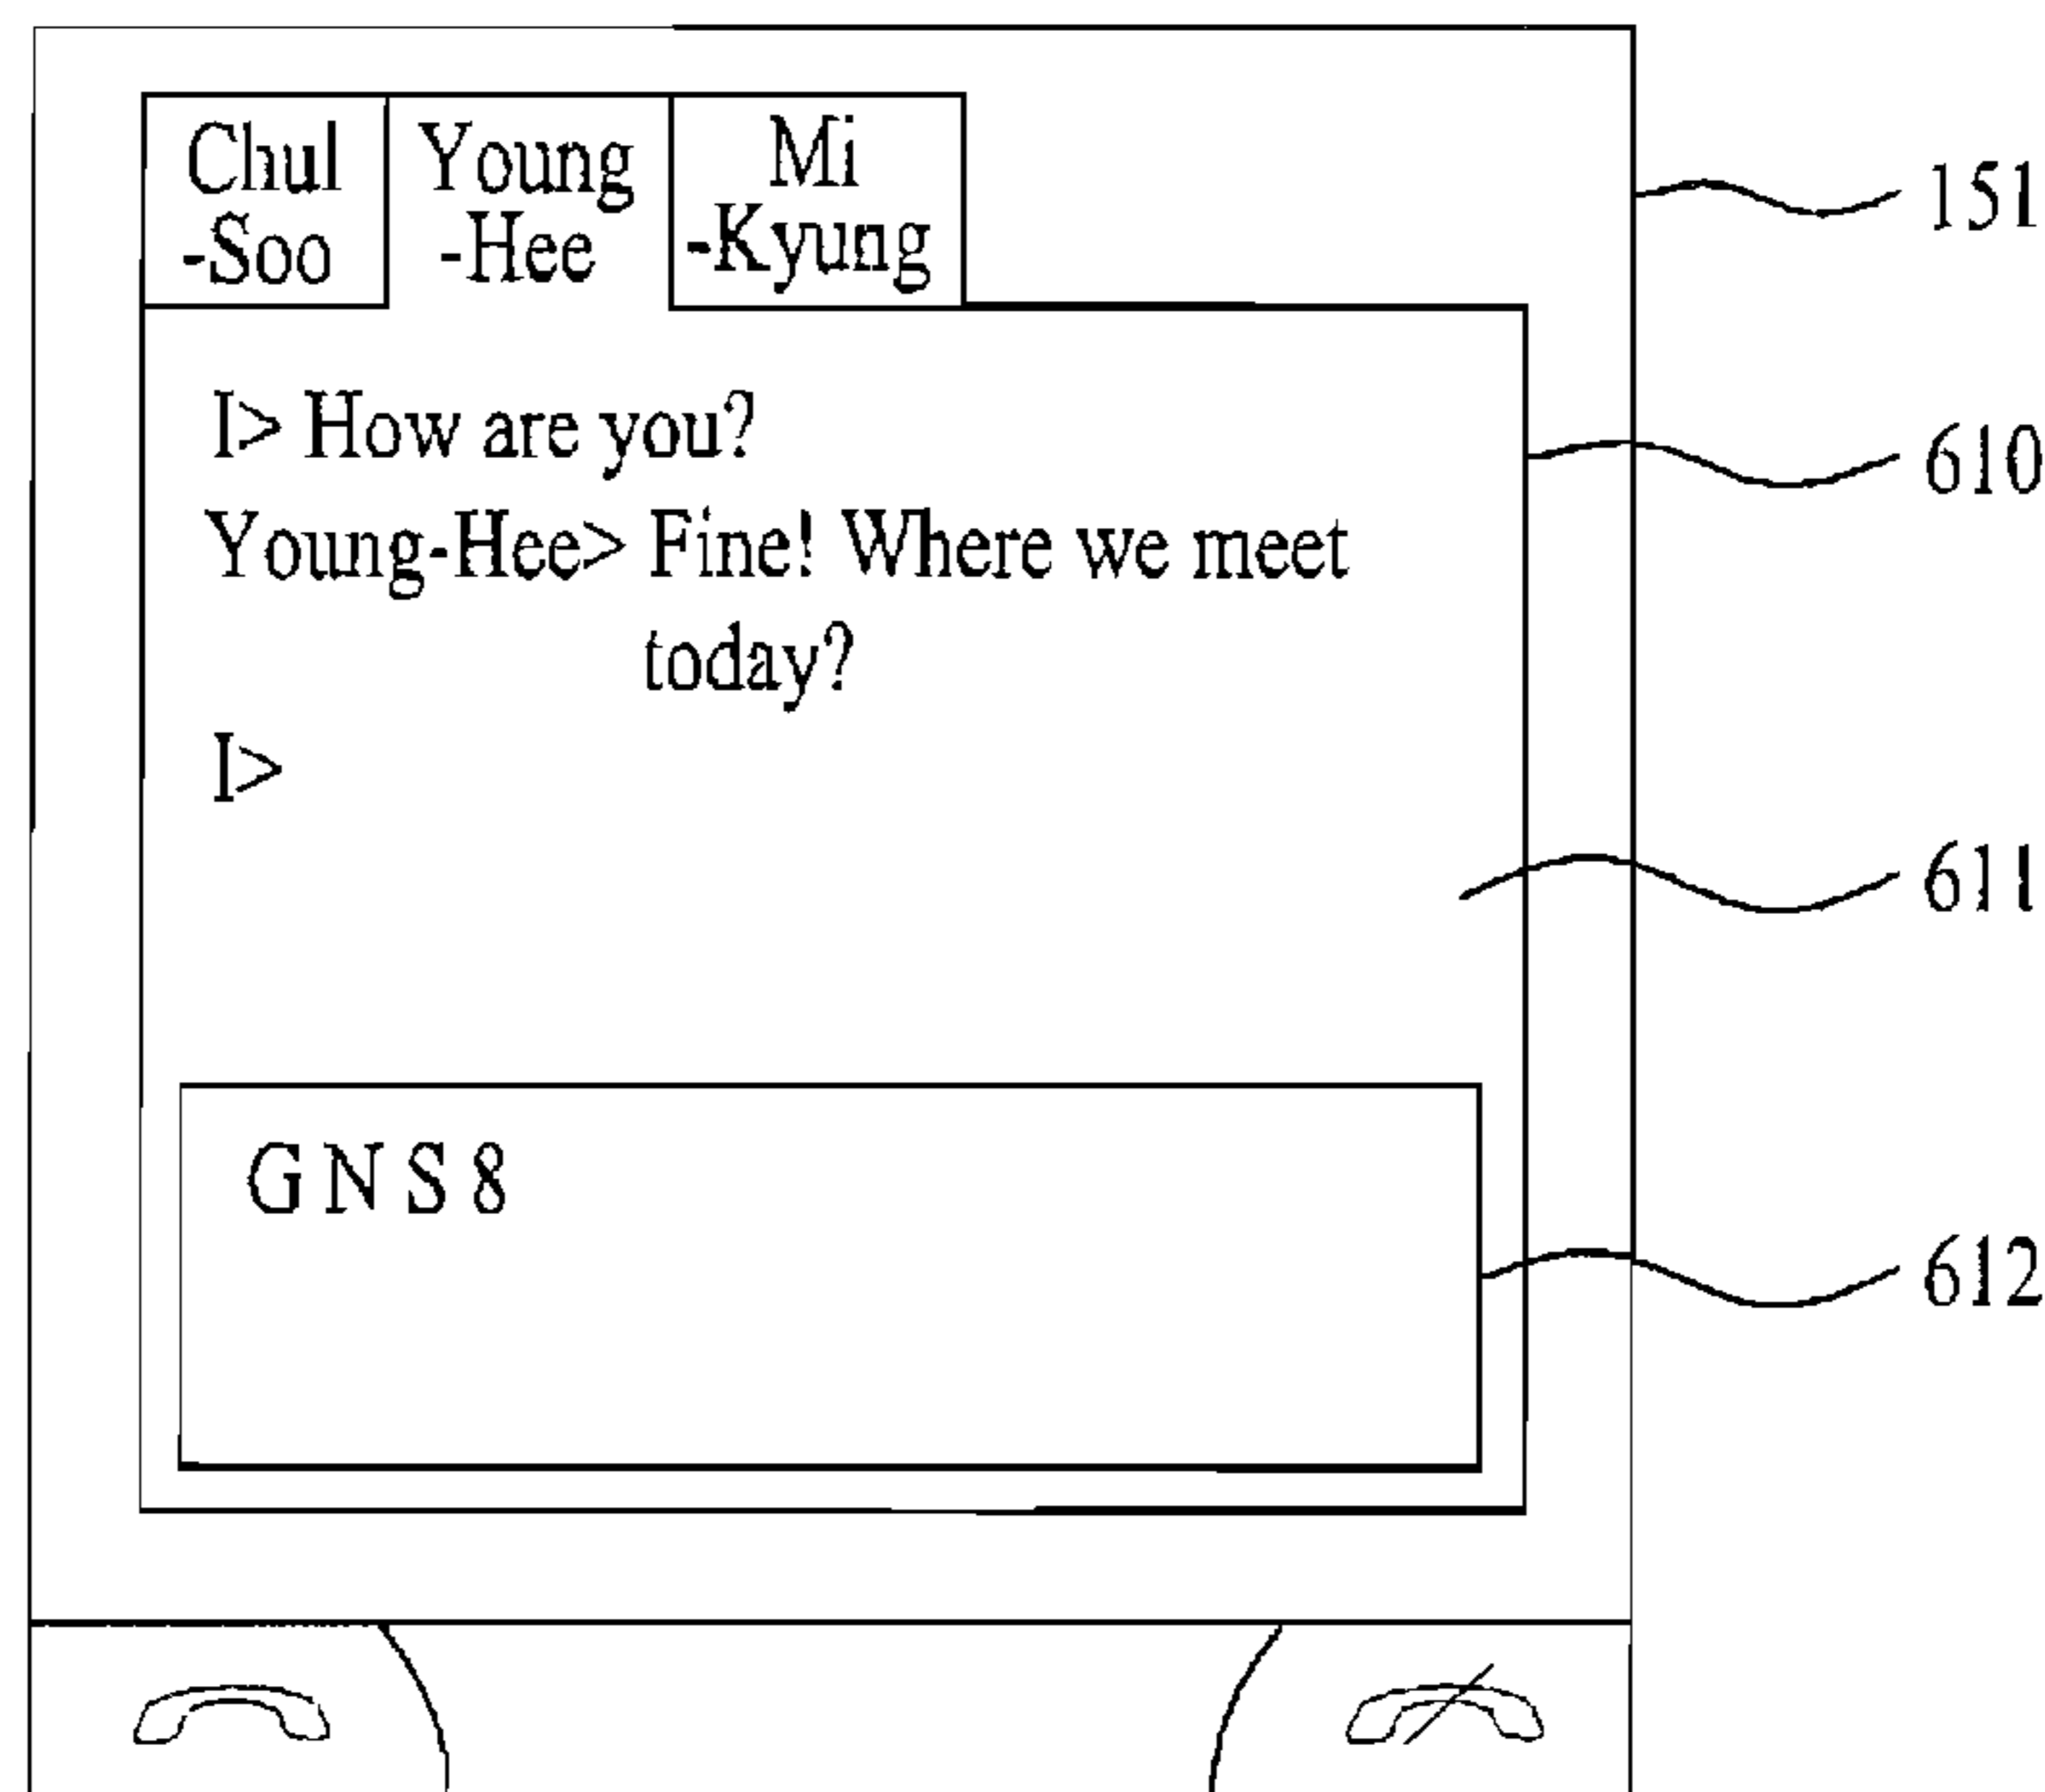 Chul
-Soo
Young
-Hee
Mi
-Kyung
151
I> How are you?
610
Young-Hee> Fine! Where we meet
today?
I>
611
G N S 8
612